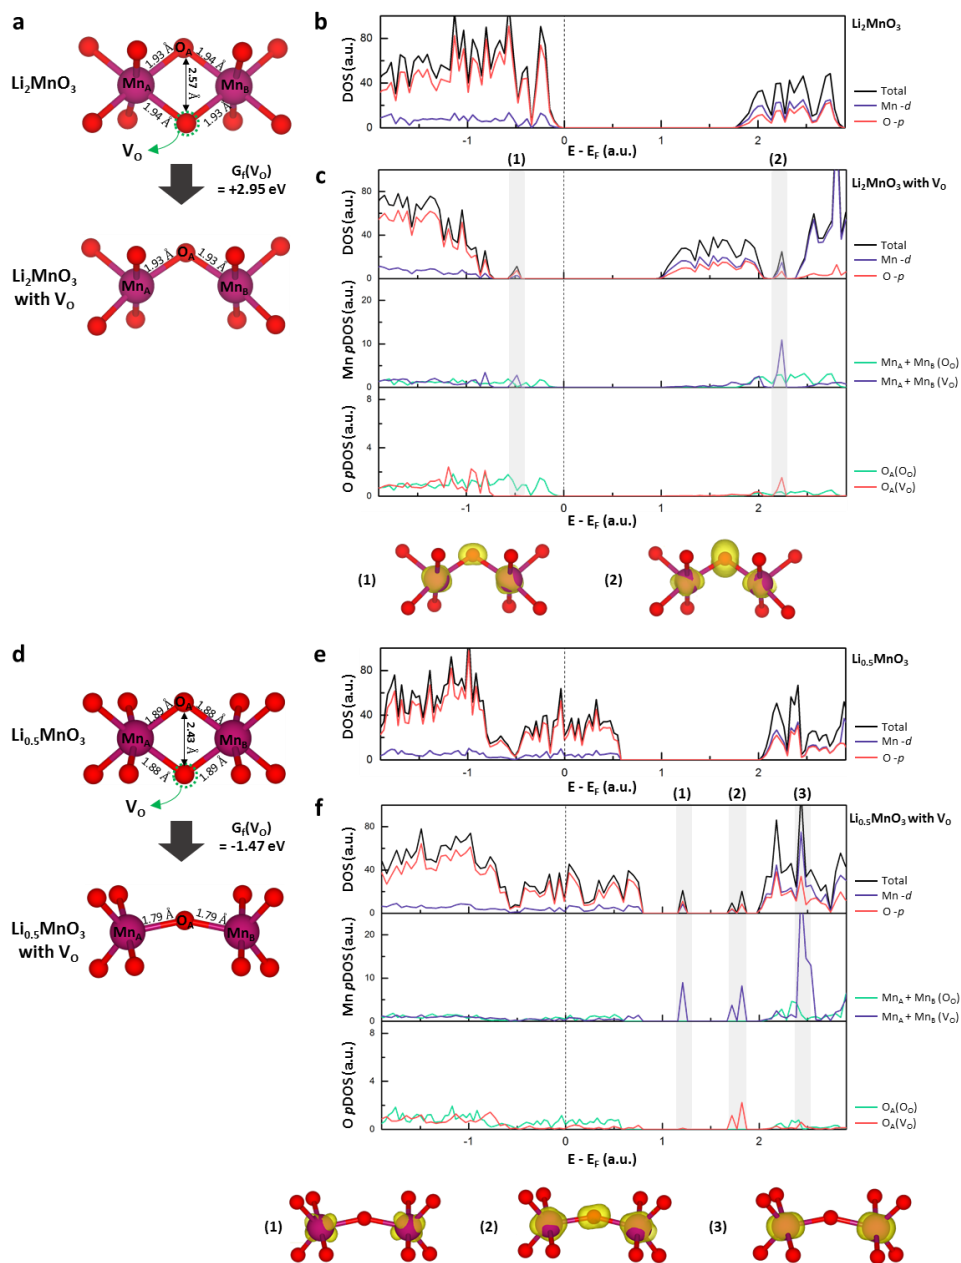 a
Li2MnO3
OA
1.93 Å
1.94 Å
2.57 Å
MnA
MnB
1.94 Å
1.93 Å
VO
Gf(VO)
= +2.95 eV
Li2MnO3
with VO
1.93 Å
OA
1.93 Å
MnA
MnB
b
Li2MnO3
DOS (a.u.)
80
40
0
Total
Mn -d
O -p
-1
0
1
2
E - EF (a.u.)
(1)
(2)
c
Li2MnO3 with VO
DOS (a.u.)
80
40
0
Total
Mn -d
O -p
Mn pDOS (a.u.)
20
10
0
MnA + MnB (OO)
MnA + MnB (VO)
O pDOS (a.u.)
8
4
0
OA(OO)
OA(VO)
-1
0
1
2
E - EF (a.u.)
(1)
(2)
d
Li0.5MnO3
OA
1.89 Å
1.88 Å
2.43 Å
MnA
MnB
1.88 Å
1.89 Å
VO
Gf(VO)
= -1.47 eV
Li0.5MnO3
with VO
1.79 Å
OA
1.79 Å
MnA
MnB
e
Li0.5MnO3
DOS (a.u.)
80
40
0
Total
Mn -d
O -p
-1
0
1
2
E - EF (a.u.)
(1)
(2)
(3)
f
Li0.5MnO3 with VO
DOS (a.u.)
80
40
0
Total
Mn -d
O -p
Mn pDOS (a.u.)
20
10
0
MnA + MnB (OO)
MnA + MnB (VO)
O pDOS (a.u.)
8
4
0
OA(OO)
OA(VO)
-1
0
1
2
E - EF (a.u.)
(1)
(2)
(3)